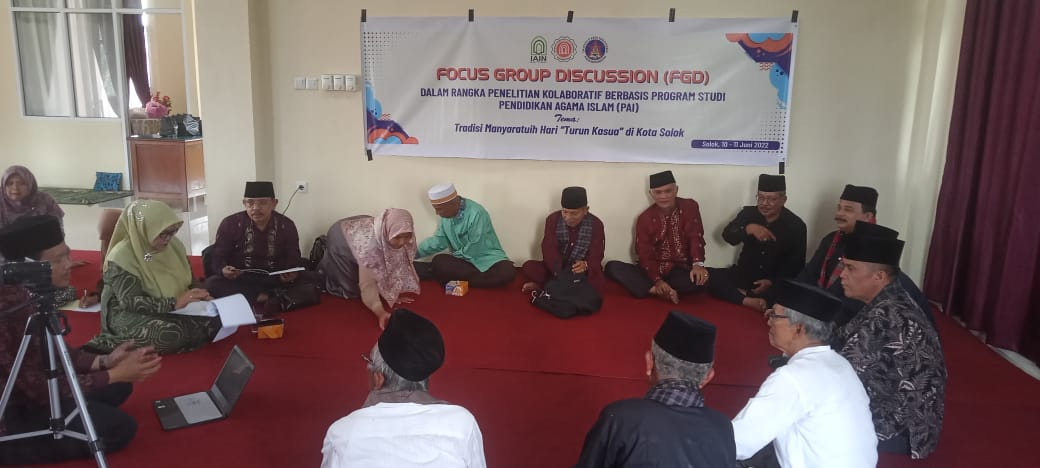 IAIN
FOCUS GROUP DISCUSSION (FGD)
DALAM RANGKA PENELITIAN KOLABORATIF BERBASIS PROGRAM STUDI
PENDIDIKAN AGAMA ISLAM (PAI)
Tema:
Tradisi Manyaratuih Hari "Turun Kasua" di Kota Solok
Solok, 10 - 11 Juni 2022